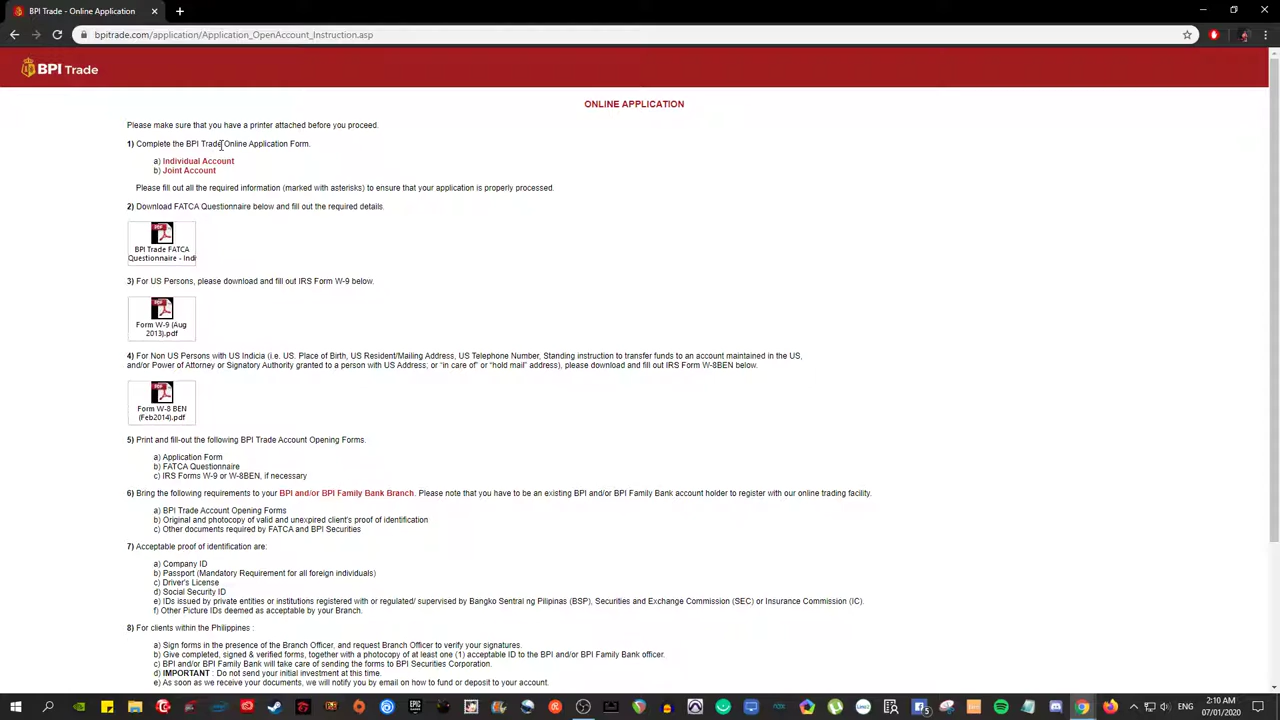 BPI Trade - Online Application
bpitrade.com/application/Application_OpenAccount_Instruction.asp
BPI Trade
ONLINE APPLICATION
Please make sure that you have a printer attached before you proceed.
1) Complete the BPI Trade Online Application Form.
a) Individual Account
b) Joint Account
Please fill out all the required information (marked with asterisks) to ensure that your application is properly processed.
2) Download FATCA Questionnaire below and fill out the required details.
PDF
BPI Trade FATCA
Questionnaire - Indi
3) For US Persons, please download and fill out IRS Form W-9 below.
PDF
Form W-9 (Aug
2013).pdf
4) For Non US Persons with US Indicia (i.e. US. Place of Birth, US Resident/Mailing Address, US Telephone Number, Standing instruction to transfer funds to an account maintained in the US,
and/or Power of Attorney or Signatory Authority granted to a person with US Address; or "in care of" or "hold mail" address), please download and fill out IRS Form W-8BEN below.
PDF
Form W-8 BEN
(Feb2014).pdf
5) Print and fill-out the following BPI Trade Account Opening Forms.
a) Application Form
b) FATCA Questionnaire
c) IRS Forms W-9 or W-8BEN, if necessary
6) Bring the following requirements to your BPI and/or BPI Family Bank Branch. Please note that you have to be an existing BPI and/or BPI Family Bank account holder to register with our online trading facility.
a) BPI Trade Account Opening Forms
b) Original and photocopy of valid and unexpired client's proof of identification
c) Other documents required by FATCA and BPI Securities
7) Acceptable proof of identification are:
a) Company ID
b) Passport (Mandatory Requirement for all foreign individuals)
c) Driver's License
d) Social Security ID
e) IDs issued by private entities or institutions registered with or regulated/ supervised by Bangko Sentral ng Pilipinas (BSP), Securities and Exchange Commission (SEC) or Insurance Commission (IC).
f) Other Picture IDs deemed as acceptable by your Branch.
8) For clients within the Philippines :
a) Sign forms in the presence of the Branch Officer, and request Branch Officer to verify your signatures.
b) Give completed, signed & verified forms, together with a photocopy of at least one (1) acceptable ID to the BPI and/or BPI Family Bank officer.
c) BPI and/or BPI Family Bank will take care of sending the forms to BPI Securities Corporation.
d) IMPORTANT : Do not send your initial investment at this time.
e) As soon as we receive your documents, we will notify you by email on how to fund or deposit to your account.
EPIC
5
ENG
2:10 AM
07/01/2020